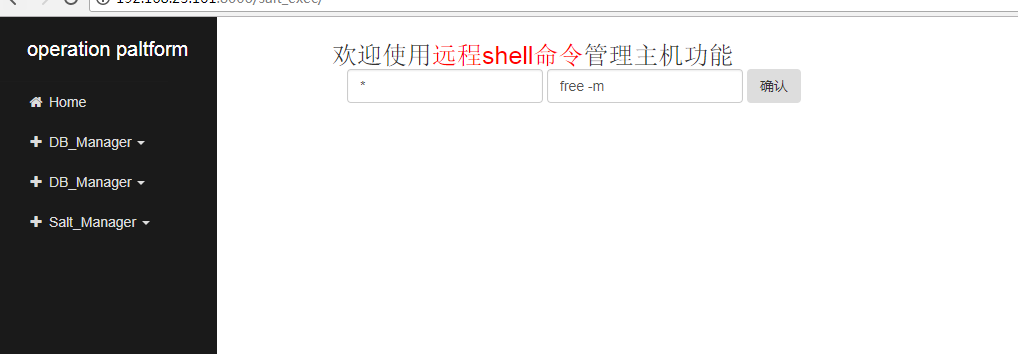 operation paltform
Home
DB_Manager
DB_Manager
Salt_Manager
欢迎使用远程shell命令管理主机功能
* free -m 确认